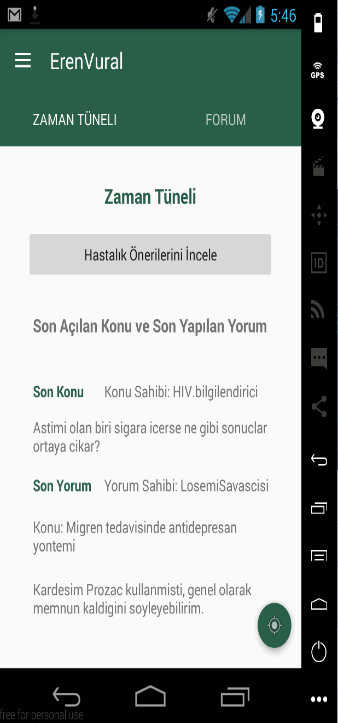 5:46
ErenVural
GPS
ZAMAN TÜNELİ FORUM
Zaman Tüneli
Hastalık Önerilerini İncele
ID
Son Açılan Konu ve Son Yapılan Yorum
Son Konu Konu Sahibi: HIV.bilgilendirici
Astimi olan biri sigara icerse ne gibi sonuclar
ortaya cikar?
Son Yorum Yorum Sahibi: LosemiSavascisi
Konu: Migren tedavisinde antidepresan
yontemi
Kardesim Prozac kullanmisti, genel olarak
memnun kaldigini soyleyebilirim.
free for personal use